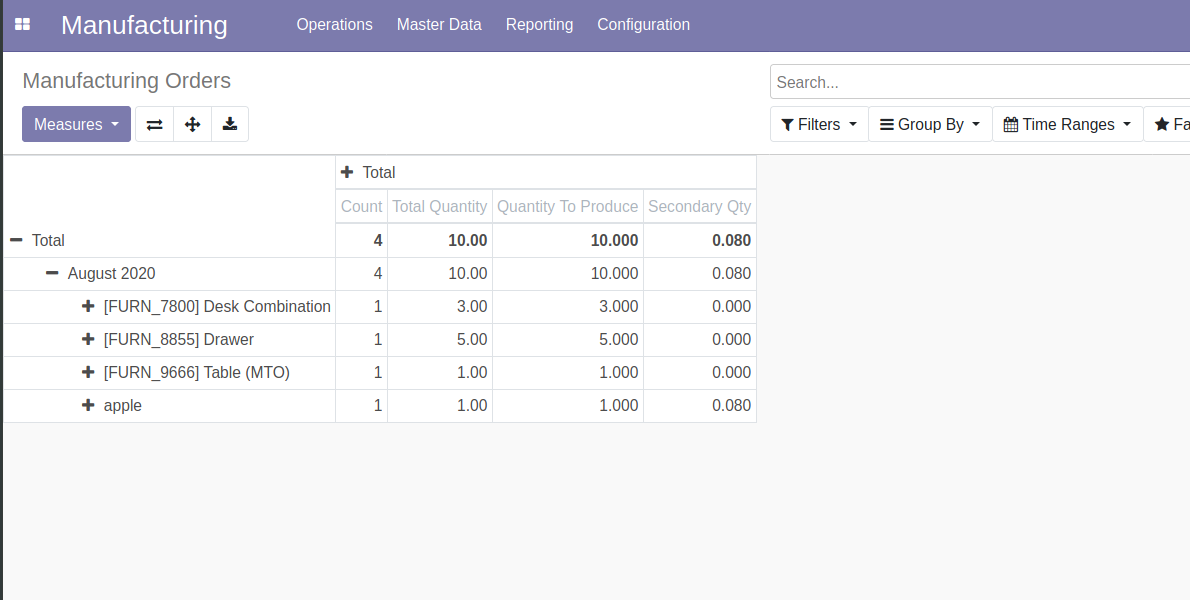 Manufacturing Operations Master Data Reporting Configuration
Manufacturing Orders
Search...
Measures
Filters Group By Time Ranges Fa
Total
Count Total Quantity Quantity To Produce Secondary Qty
Total 4 10.00 10.000 0.080
August 2020 4 10.00 10.000 0.080
[FURN_7800] Desk Combination 1 3.00 3.000 0.000
[FURN_8855] Drawer 1 5.00 5.000 0.000
[FURN_9666] Table (MTO) 1 1.00 1.000 0.000
apple 1 1.00 1.000 0.080